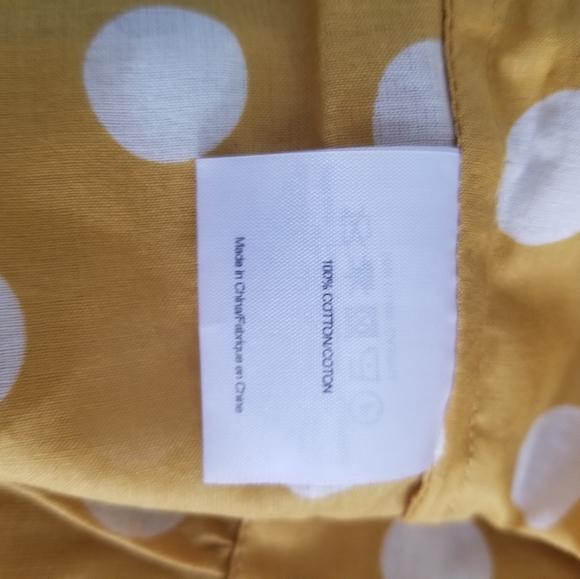 100% COTTON/COTON
Made in China/Fabriqué en Chine